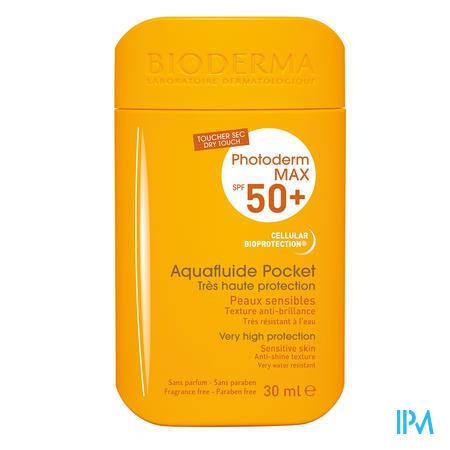 BIODERMA
LABORATOIRE DERMATOLOGIQUE
TOUCHER SEC
DRY TOUCH
Photoderm
MAX
SPF 50+
CELLULAR
BIOPROTECTION®
Aquafluide Pocket
Très haute protection
Peaux sensibles
Texture anti-brillance
Très résistant à l'eau
Very high protection
Sensitive skin
Anti-shine texture
Very water resistant
Sans parfum - Sans paraben
Fragrance free - Paraben free
30 ml e
IPM